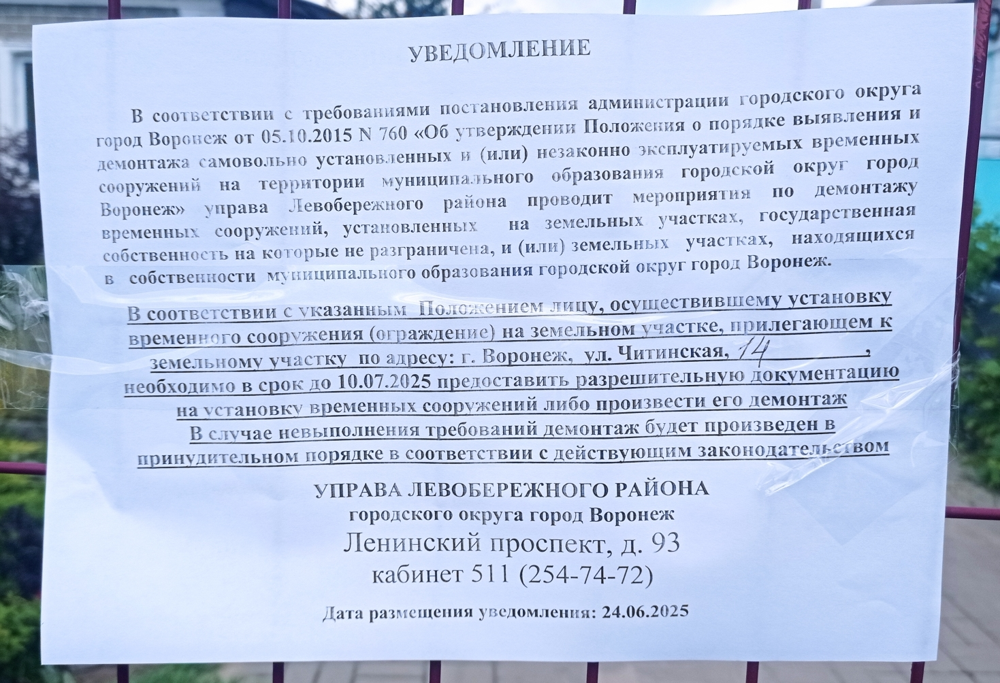 УВЕДОМЛЕНИЕ
В соответствии с требованиями постановления администрации городского округа
город Воронеж от 05.10.2015 N 760 «Об утверждении Положения о порядке выявления и
демонтажа самовольно установленных и (или) незаконно эксплуатируемых временных
сооружений на территории муниципального образования городской округ город
Воронеж» управа Левобережного района проводит мероприятия по демонтажу
временных сооружений, установленных на земельных участках, государственная
собственность на которые не разграничена, и (или) земельных участках, находящихся
в собственности муниципального образования городской округ город Воронеж.
В соответствии с указанным Положением лицу, осуществившему установку
временного сооружения (ограждение) на земельном участке, прилегающем к
земельному участку по адресу: г. Воронеж, ул. Читинская, 14,
необходимо в срок до 10.07.2025 предоставить разрешительную документацию
на установку временных сооружений либо произвести его демонтаж
В случае невыполнения требований демонтаж будет произведен в
принудительном порядке в соответствии с действующим законодательством
УПРАВА ЛЕВОБЕРЕЖНОГО РАЙОНА
городского округа город Воронеж
Ленинский проспект, д. 93
кабинет 511 (254-74-72)
Дата размещения уведомления: 24.06.2025